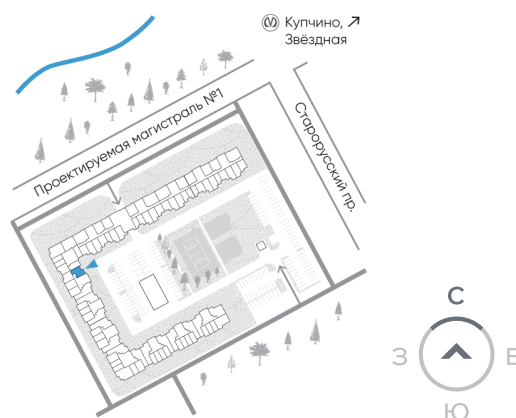 Купчино, ↗
Звёздная
Проектируемая магистраль №1
Старорусский пр.
С
З
В
Ю